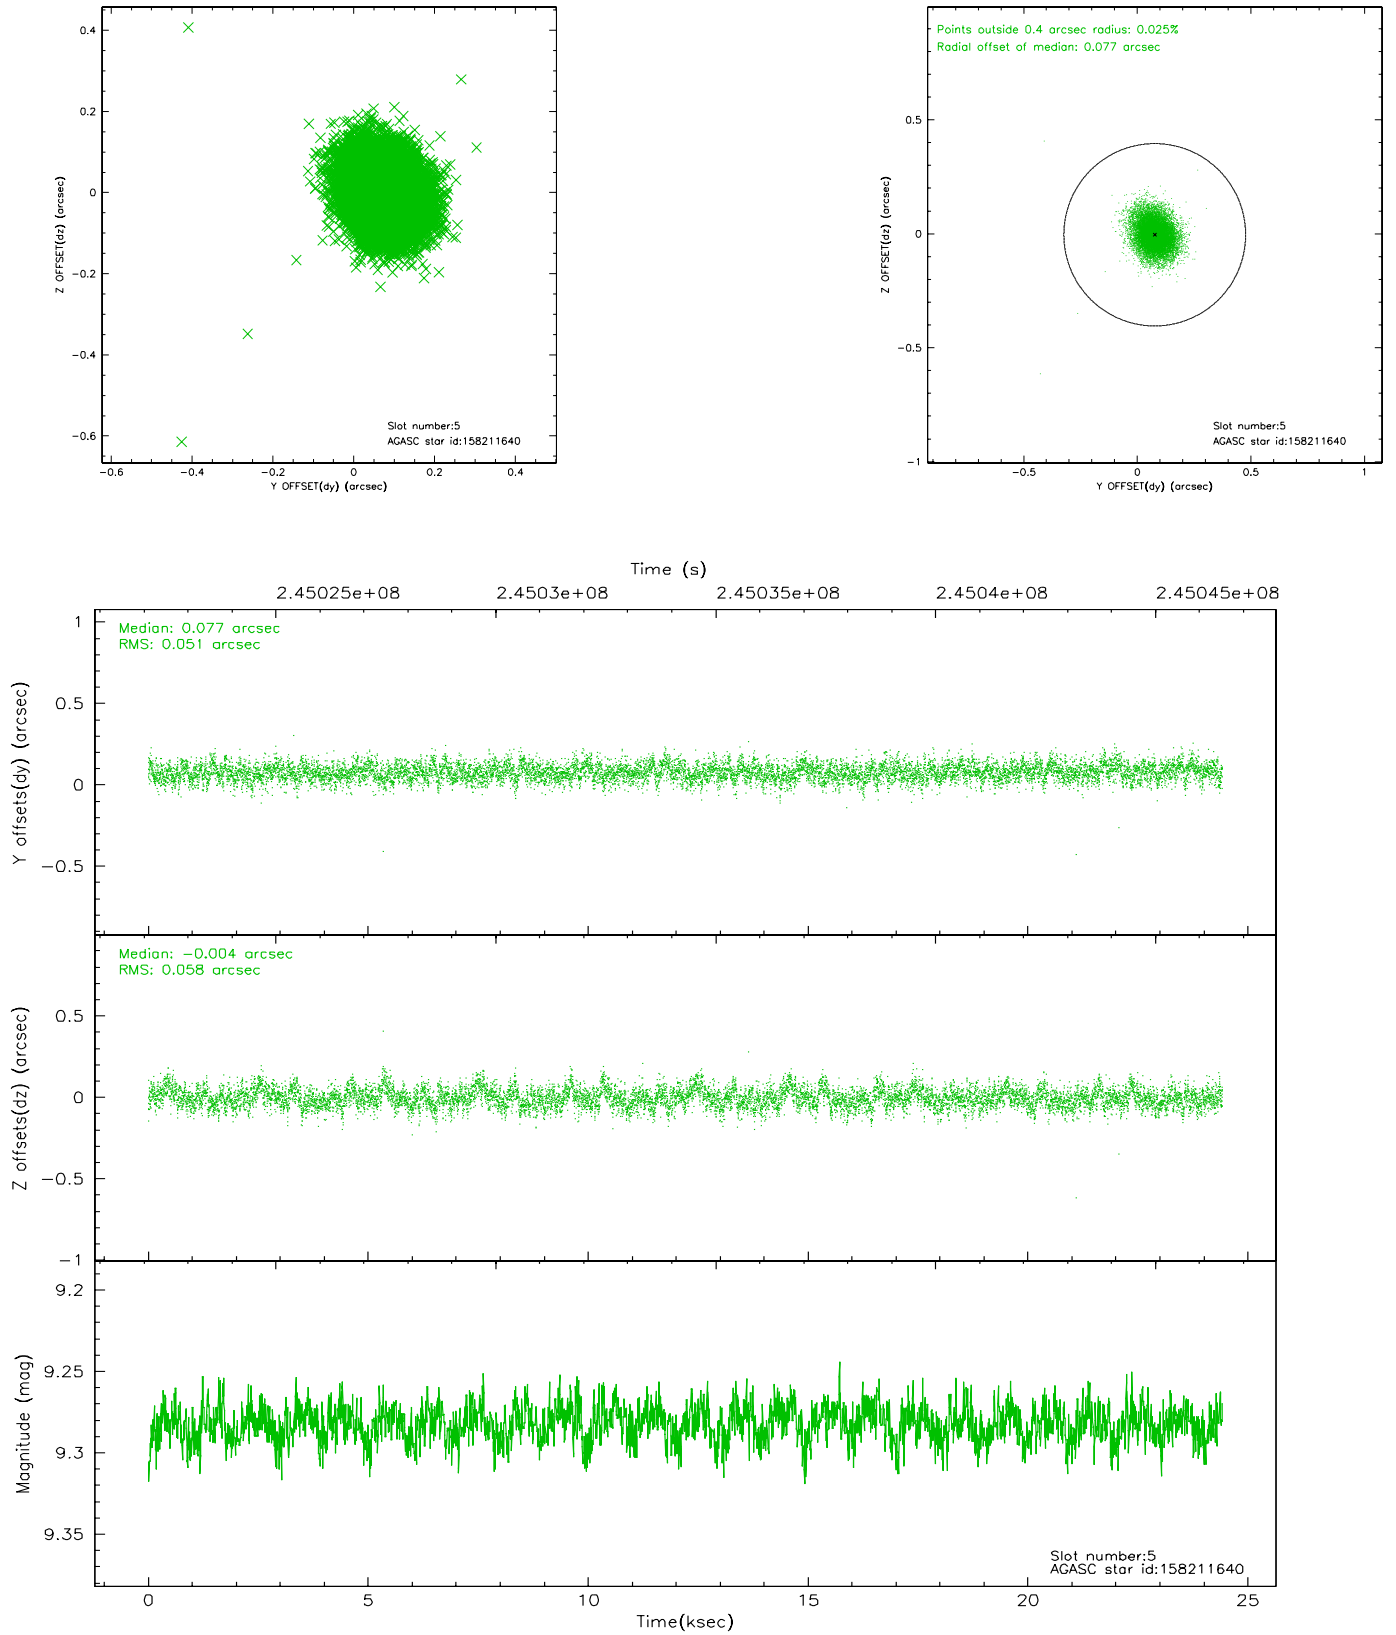 0.4
0.2
0
−0.2
−0.4
−0.6
Z OFFSET(dz) (arcsec)
Slot number:5
AGASC star id:158211640
−0.6 −0.4 −0.2 0 0.2 0.4
Y OFFSET(dy) (arcsec)
Points outside 0.4 arcsec radius: 0.025%
Radial offset of median: 0.077 arcsec
0.5
0
−0.5
−1
Z OFFSET(dz) (arcsec)
Slot number:5
AGASC star id:158211640
−0.5 0 0.5 1
Y OFFSET(dy) (arcsec)
Time (s)
2.45025e+08 2.4503e+08 2.45035e+08 2.4504e+08 2.45045e+08
Median: 0.077 arcsec
RMS: 0.051 arcsec
1
0.5
0
−0.5
Y offsets(dy) (arcsec)
Median: −0.004 arcsec
RMS: 0.058 arcsec
0.5
0
−0.5
−1
Z offsets(dz) (arcsec)
9.2
9.25
9.3
9.35
Magnitude (mag)
Slot number:5
AGASC star id:158211640
0 5 10 15 20 25
Time(ksec)